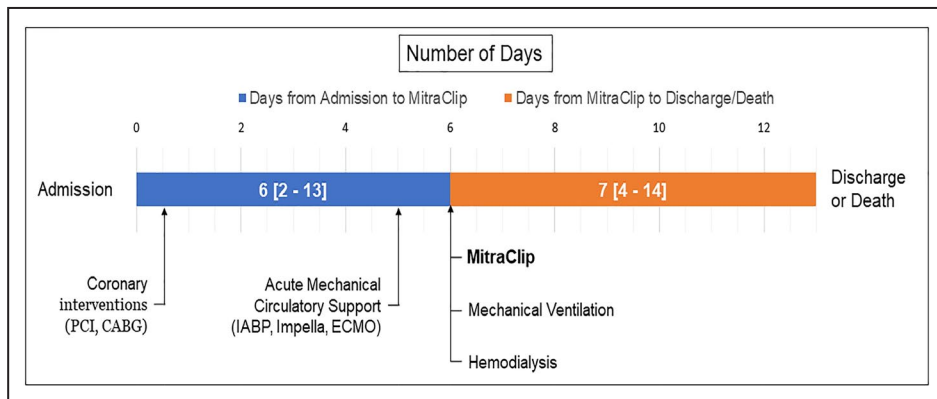 Number of Days
Days from Admission to MitraClip Days from MitraClip to Discharge/Death
0 2 4 6 8 10 12
Admission 6 [2 - 13] 7 [4 - 14] Discharge
or Death
Coronary
interventions
(PCI, CABG)
Acute Mechanical
Circulatory Support
(IABP, Impella, ECMO)
MitraClip
Mechanical Ventilation
Hemodialysis